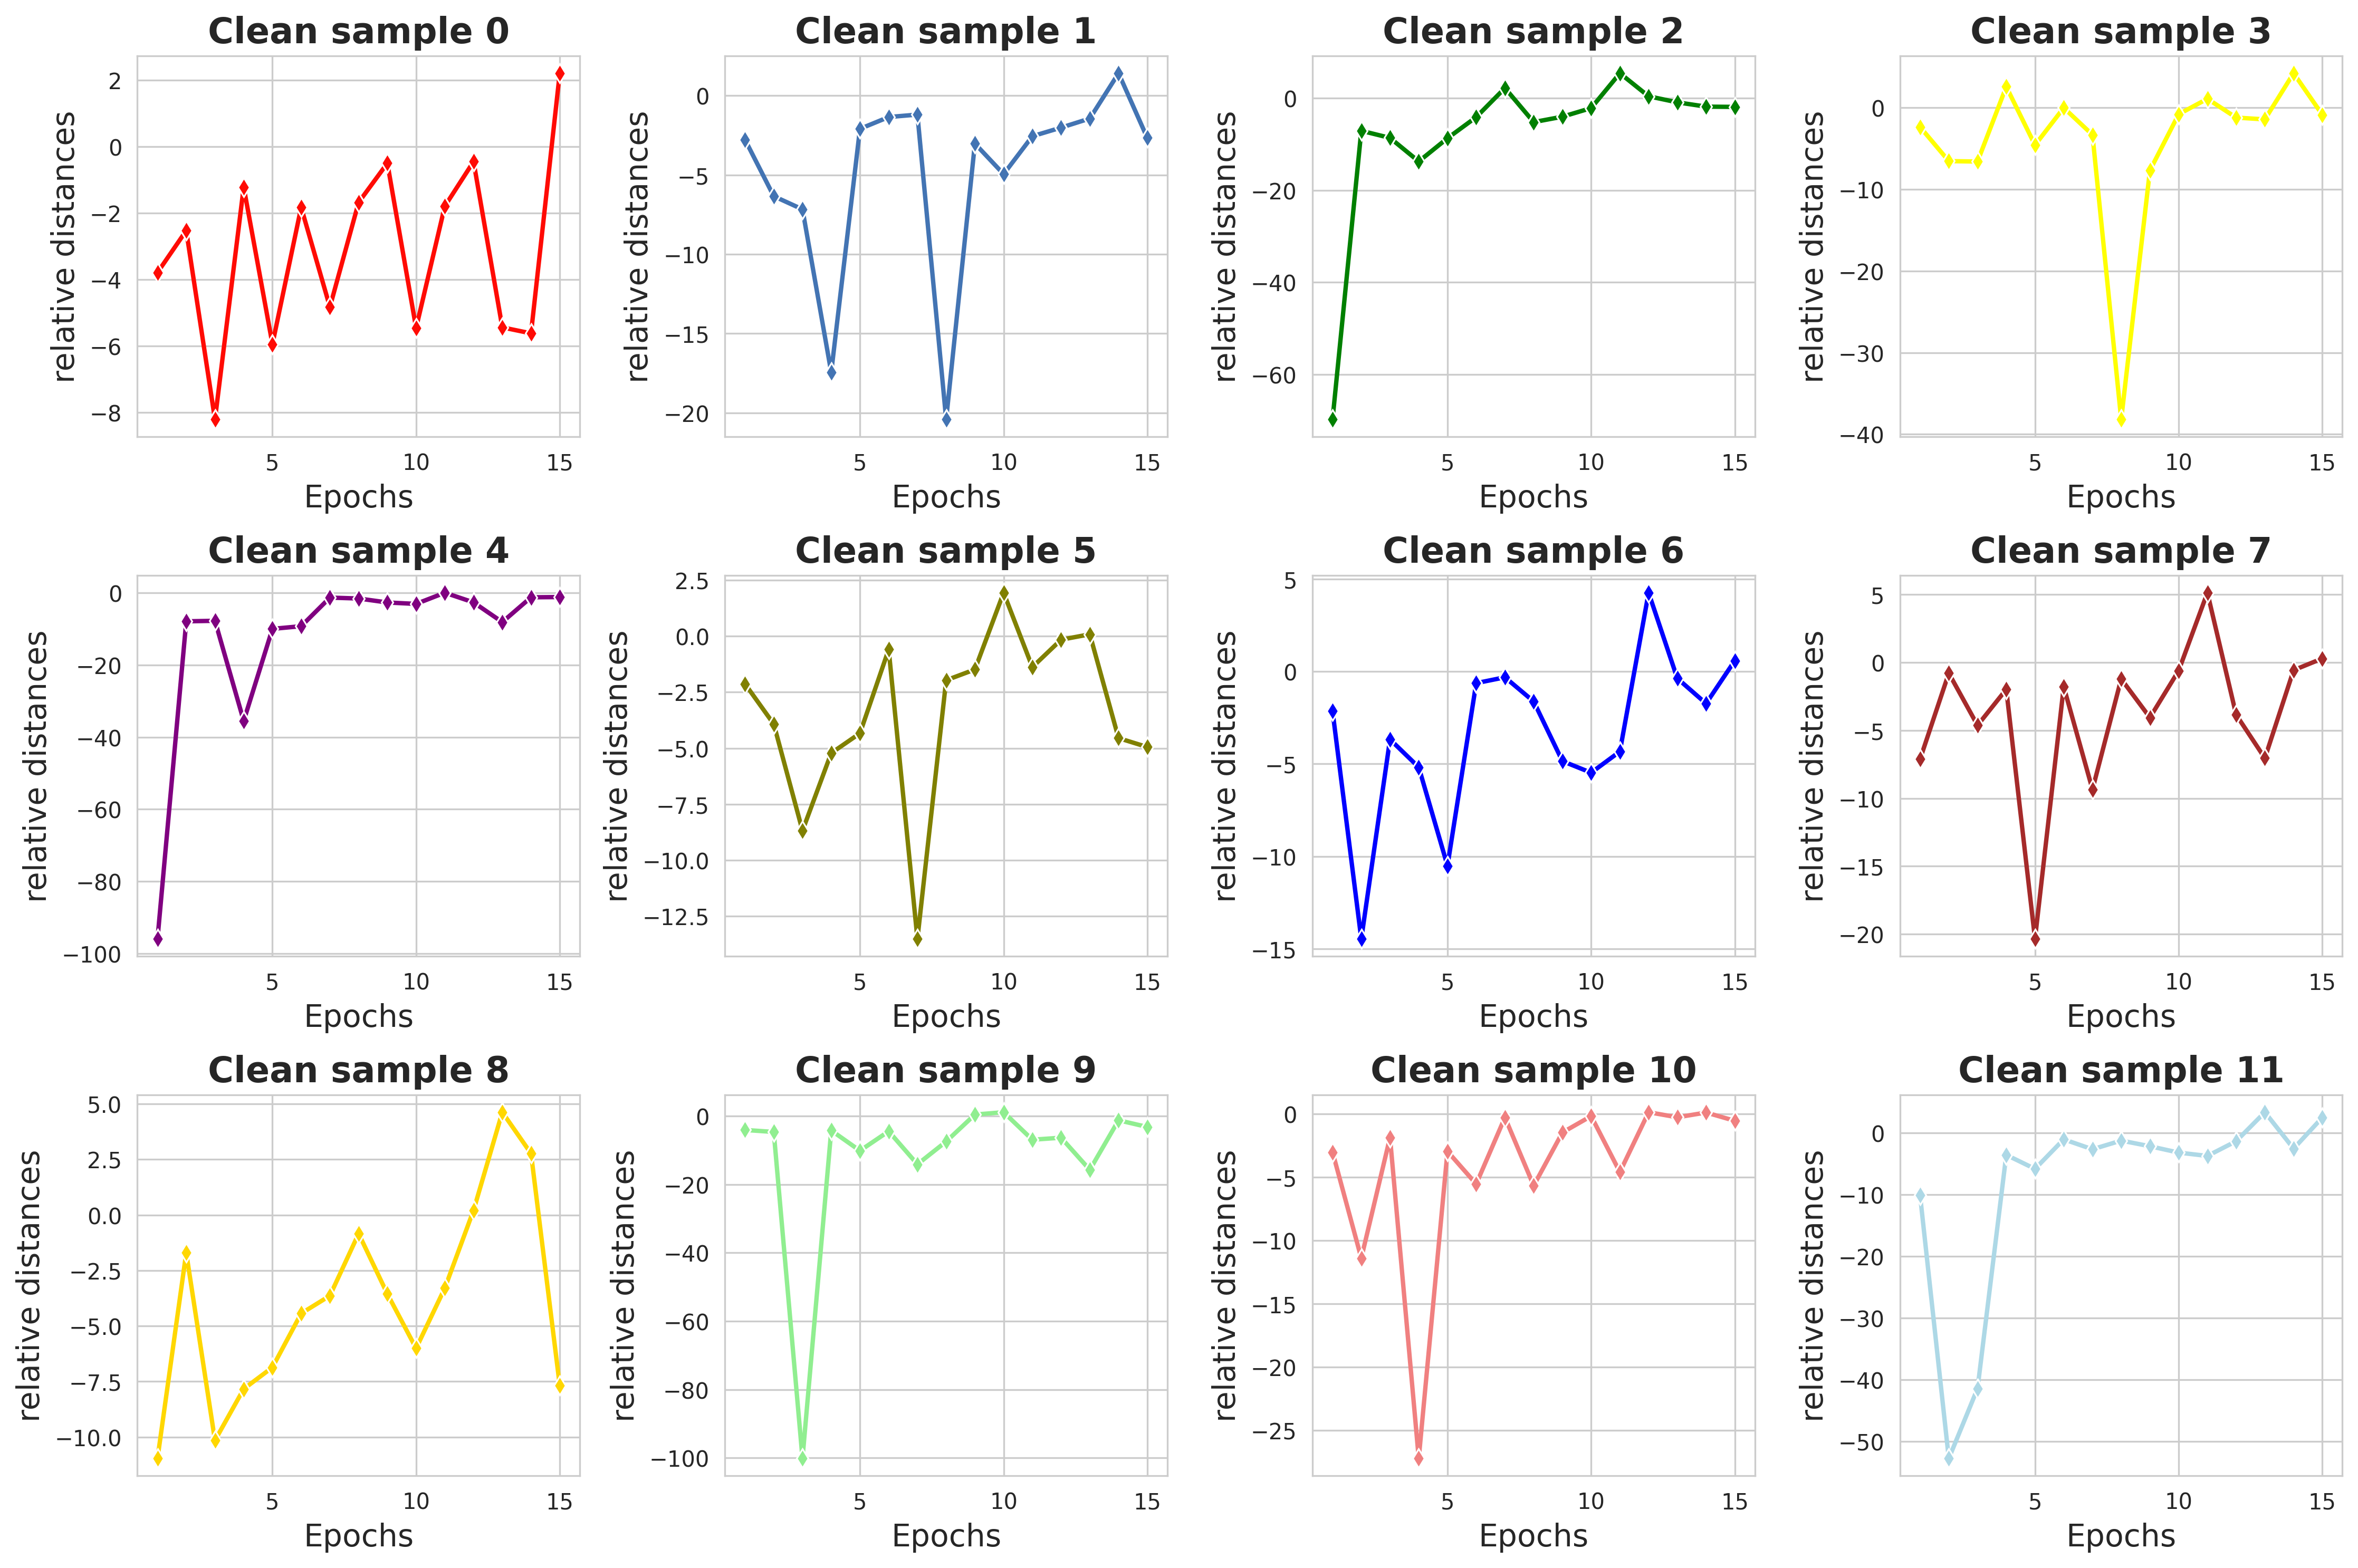 Clean sample 0
relative distances
2
0
−2
−4
−6
−8
5 10 15
Epochs
Clean sample 1
relative distances
0
−5
−10
−15
−20
5 10 15
Epochs
Clean sample 2
relative distances
0
−20
−40
−60
5 10 15
Epochs
Clean sample 3
relative distances
0
−10
−20
−30
−40
5 10 15
Epochs
Clean sample 4
relative distances
0
−20
−40
−60
−80
−100
5 10 15
Epochs
Clean sample 5
relative distances
2.5
0.0
−2.5
−5.0
−7.5
−10.0
−12.5
5 10 15
Epochs
Clean sample 6
relative distances
5
0
−5
−10
−15
5 10 15
Epochs
Clean sample 7
relative distances
5
0
−5
−10
−15
−20
5 10 15
Epochs
Clean sample 8
relative distances
5.0
2.5
0.0
−2.5
−5.0
−7.5
−10.0
5 10 15
Epochs
Clean sample 9
relative distances
0
−20
−40
−60
−80
−100
5 10 15
Epochs
Clean sample 10
relative distances
0
−5
−10
−15
−20
−25
5 10 15
Epochs
Clean sample 11
relative distances
0
−10
−20
−30
−40
−50
5 10 15
Epochs